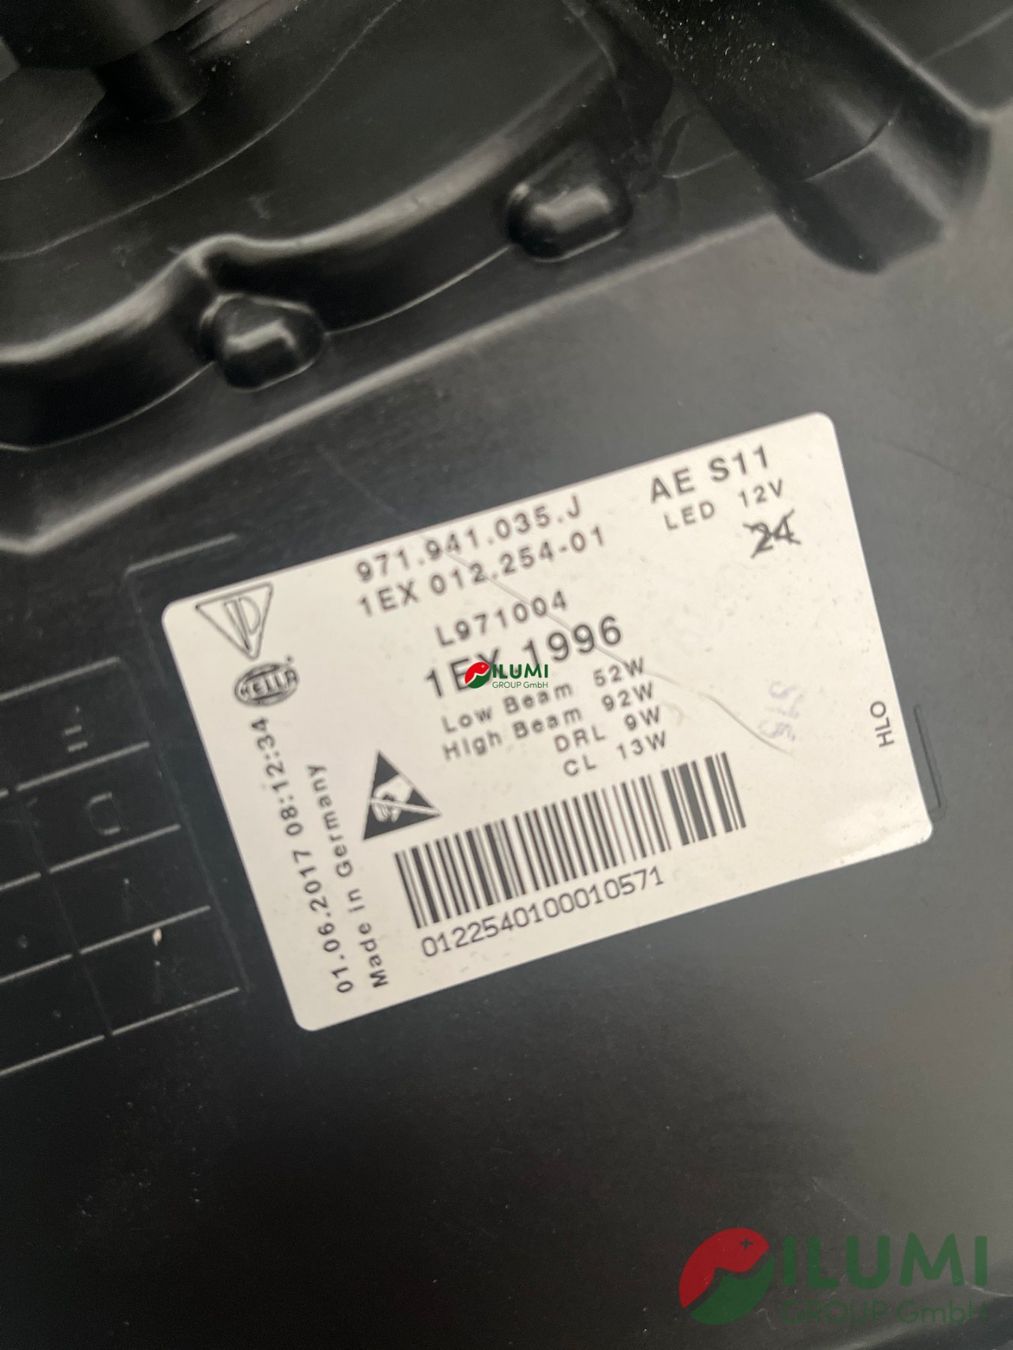 971.941.035.J
1EX 012.254-01
AE S11
LED 12V
24
L971004
1EX 1996
Low Beam 52W
High Beam 92W
DRL 9W
CL 13W
HELLA
01.06.2017 08:12:34
Made in Germany
HLO
0122540100010571
ILUMI
GROUP GmbH
ILUMI
GROUP GmbH